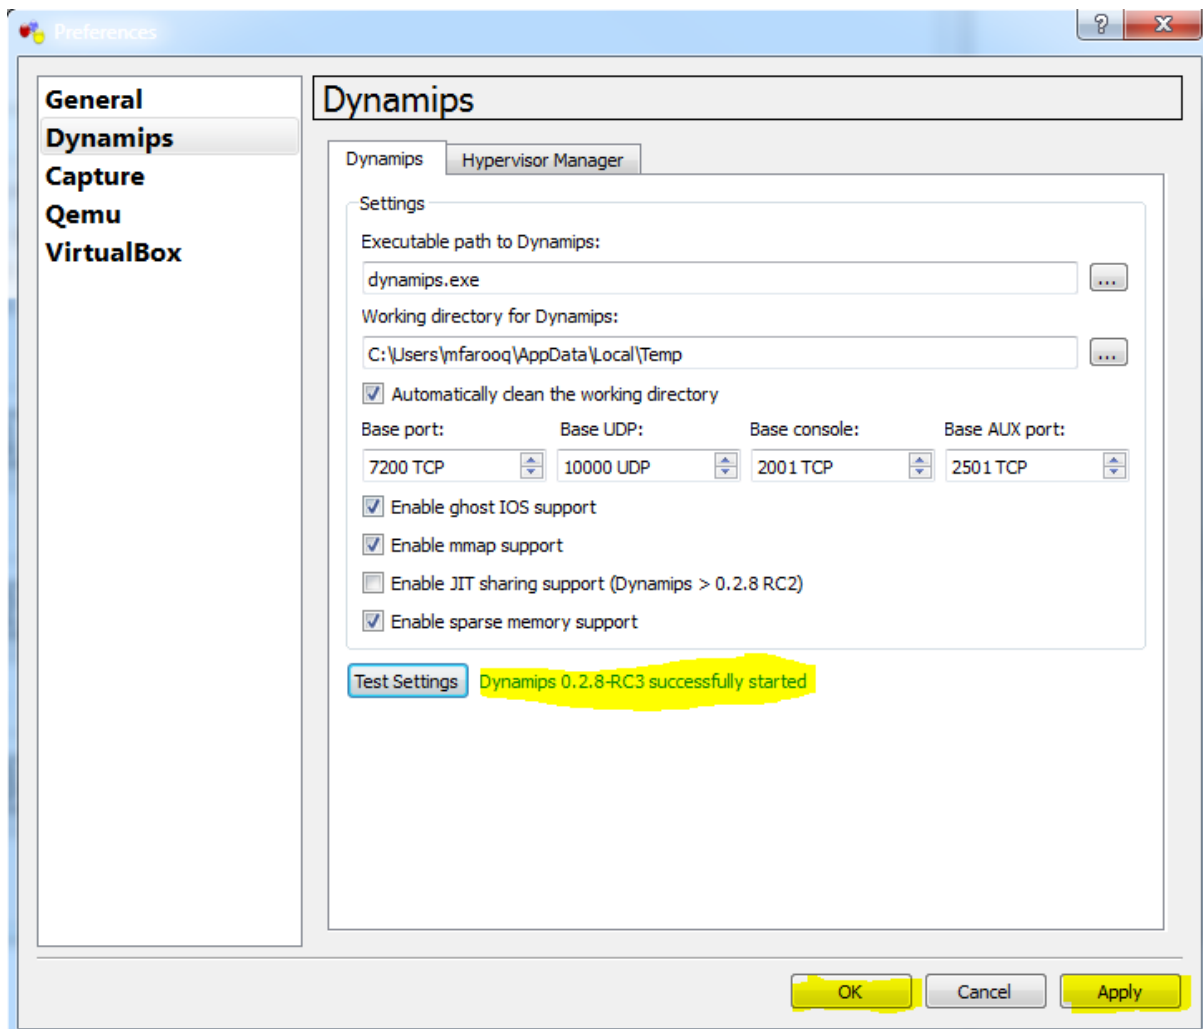 Preferences
General
Dynamips
Capture
Qemu
VirtualBox
Dynamips
Dynamips Hypervisor Manager
Settings
Executable path to Dynamips:
dynamips.exe ...
Working directory for Dynamips:
C:\Users\mfarooq\AppData\Local\Temp ...
Automatically clean the working directory
Base port: Base UDP: Base console: Base AUX port:
7200 TCP 10000 UDP 2001 TCP 2501 TCP
Enable ghost IOS support
Enable mmap support
Enable JIT sharing support (Dynamips > 0.2.8 RC2)
Enable sparse memory support
Test Settings Dynamips 0.2.8-RC3 successfully started
OK Cancel Apply